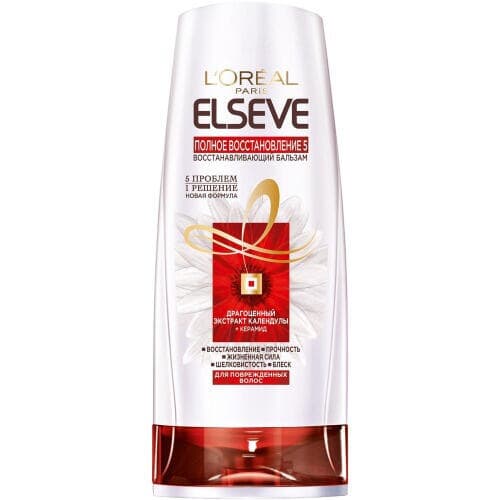 L'ORÉAL
PARIS
ELSEVE
ПОЛНОЕ ВОССТАНОВЛЕНИЕ 5
ВОССТАНАВЛИВАЮЩИЙ БАЛЬЗАМ
5 ПРОБЛЕМ
1 РЕШЕНИЕ
НОВАЯ ФОРМУЛА
ДРАГОЦЕННЫЙ
ЭКСТРАКТ КАЛЕНДУЛЫ
+ КЕРАМИД
▪ ВОССТАНОВЛЕНИЕ ▪ ПРОЧНОСТЬ
▪ ЖИЗНЕННАЯ СИЛА
▪ ШЕЛКОВИСТОСТЬ ▪ БЛЕСК
ДЛЯ ПОВРЕЖДЕННЫХ
ВОЛОС